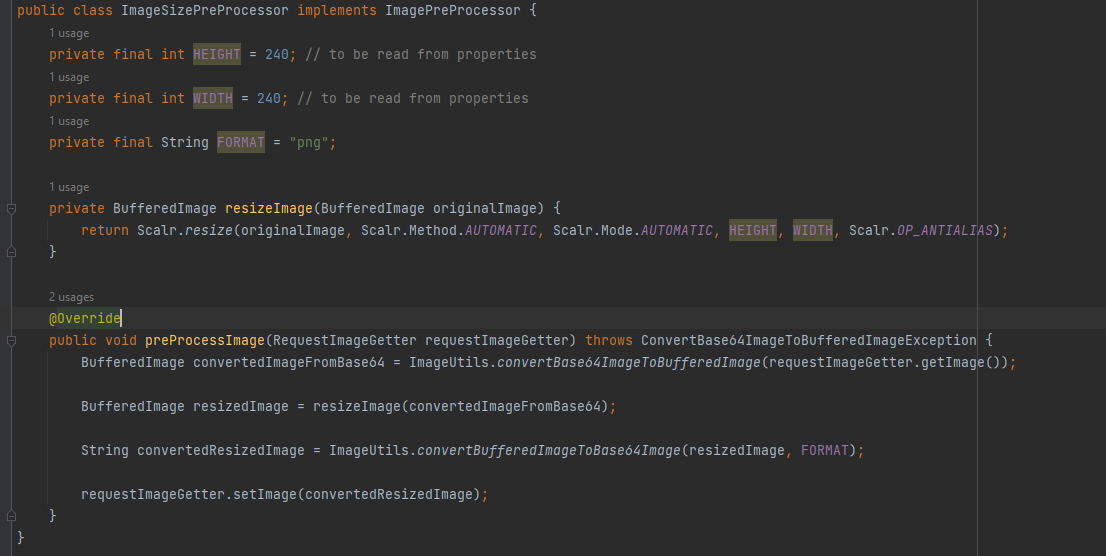 public class ImageSizePreProcessor implements ImagePreProcessor {
1 usage
private final int HEIGHT = 240; // to be read from properties
1 usage
private final int WIDTH = 240; // to be read from properties
1 usage
private final String FORMAT = "png";
1 usage
private BufferedImage resizeImage(BufferedImage originalImage) {
return Scalr.resize(originalImage, Scalr.Method.AUTOMATIC, Scalr.Mode.AUTOMATIC, HEIGHT, WIDTH, Scalr.OP_ANTIALIAS);
}
2 usages
@Override
public void preProcessImage(RequestImageGetter requestImageGetter) throws ConvertBase64ImageToBufferedImageException {
BufferedImage convertedImageFromBase64 = ImageUtils.convertBase64ImageToBufferedImage(requestImageGetter.getImage());
BufferedImage resizedImage = resizeImage(convertedImageFromBase64);
String convertedResizedImage = ImageUtils.convertBufferedImageToBase64Image(resizedImage, FORMAT);
requestImageGetter.setImage(convertedResizedImage);
}
}